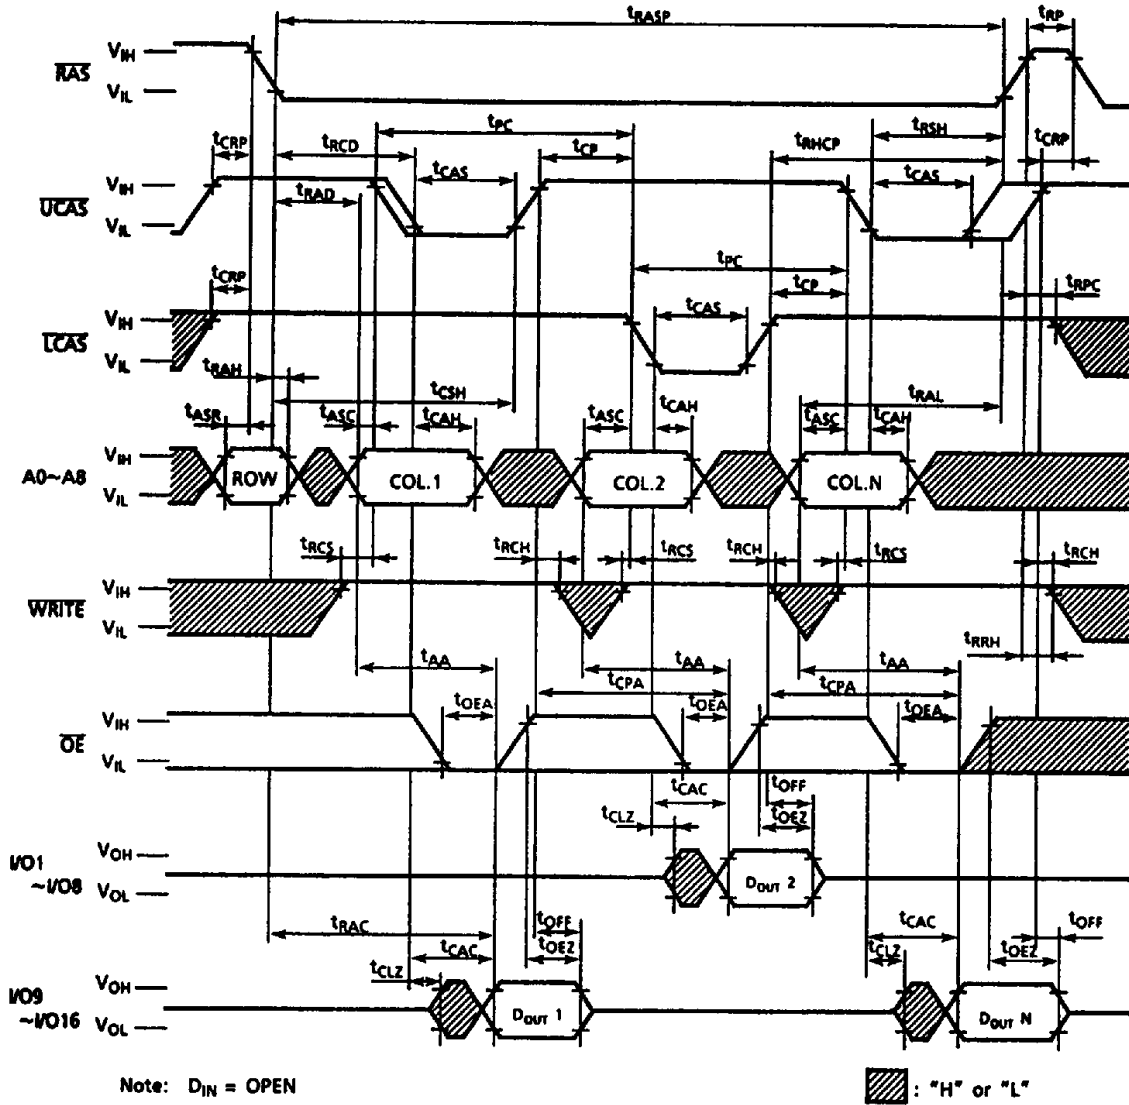 tRASP
tRP
RAS
VIH
VIL
tCRP
tRCD
tPC
tCP
tRHCP
tRSH
tCRP
UCAS
VIH
VIL
tRAD
tCAS
tCAS
tCRP
tPC
tCP
tRPC
LCAS
VIH
VIL
tCAS
tRAH
tCSH
tRAL
tASR
tASC
tCAH
tASC
tCAH
tASC
tCAH
A0~A8
VIH
VIL
ROW
COL.1
COL.2
COL.N
tRCS
tRCH
tRCS
tRCH
tRCS
tRCH
WRITE
VIH
VIL
tRRH
tAA
tAA
tAA
tCPA
tCPA
tOEA
tOEA
tOEA
OE
VIH
VIL
tCAC
tOFF
tCLZ
tOEZ
I/O1
~I/O8
VOH
VOL
DOUT 2
tRAC
tOFF
tCAC
tOFF
tCAC
tOEZ
tCLZ
tOEZ
tCLZ
I/O9
~I/O16
VOH
VOL
DOUT 1
DOUT N
Note: DIN = OPEN
: "H" or "L"